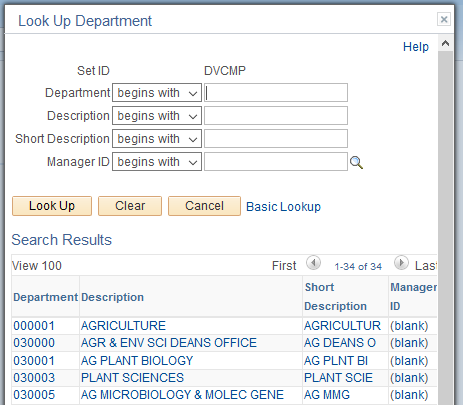 Look Up Department
Help
Set ID DVCMP
Department begins with
Description begins with
Short Description begins with
Manager ID begins with
Look Up Clear Cancel Basic Lookup
Search Results
View 100 First 1-34 of 34
Department Description Short Description Manager ID
000001 AGRICULTURE AGRICULTUR (blank)
030000 AGR & ENV SCI DEANS OFFICE AG DEANS O (blank)
030001 AG PLANT BIOLOGY AG PLNT BI (blank)
030003 PLANT SCIENCES PLANT SCIE (blank)
030005 AG MICROBIOLOGY & MOLEC GENE AG MMG (blank)